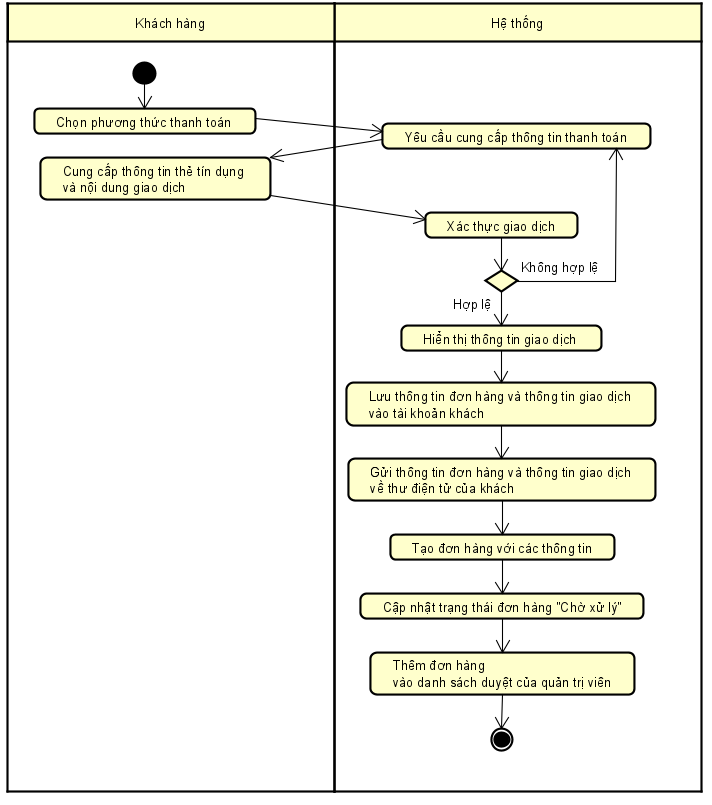 Khách hàng
Hệ thống
Chọn phương thức thanh toán
Yêu cầu cung cấp thông tin thanh toán
Cung cấp thông tin thẻ tín dụng
và nội dung giao dịch
Xác thực giao dịch
Không hợp lệ
Hợp lệ
Hiển thị thông tin giao dịch
Lưu thông tin đơn hàng và thông tin giao dịch
vào tài khoản khách
Gửi thông tin đơn hàng và thông tin giao dịch
về thư điện tử của khách
Tạo đơn hàng với các thông tin
Cập nhật trạng thái đơn hàng "Chờ xử lý"
Thêm đơn hàng
vào danh sách duyệt của quản trị viên